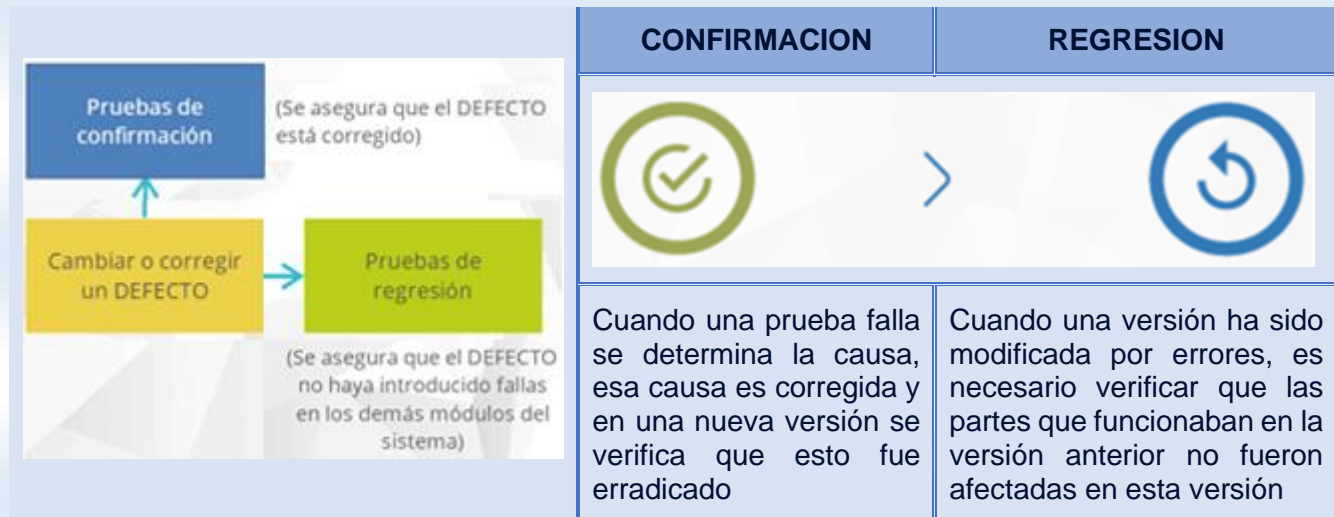 Pruebas de
confirmación
(Se asegura que el DEFECTO
está corregido)
Cambiar o corregir
un DEFECTO
Pruebas de
regresión
(Se asegura que el DEFECTO
no haya introducido fallas
en los demás módulos del
sistema)
CONFIRMACION
REGRESION
Cuando una prueba falla
se determina la causa,
esa causa es corregida y
en una nueva versión se
verifica que esto fue
erradicado
Cuando una versión ha sido
modificada por errores, es
necesario verificar que las
partes que funcionaban en la
versión anterior no fueron
afectadas en esta versión